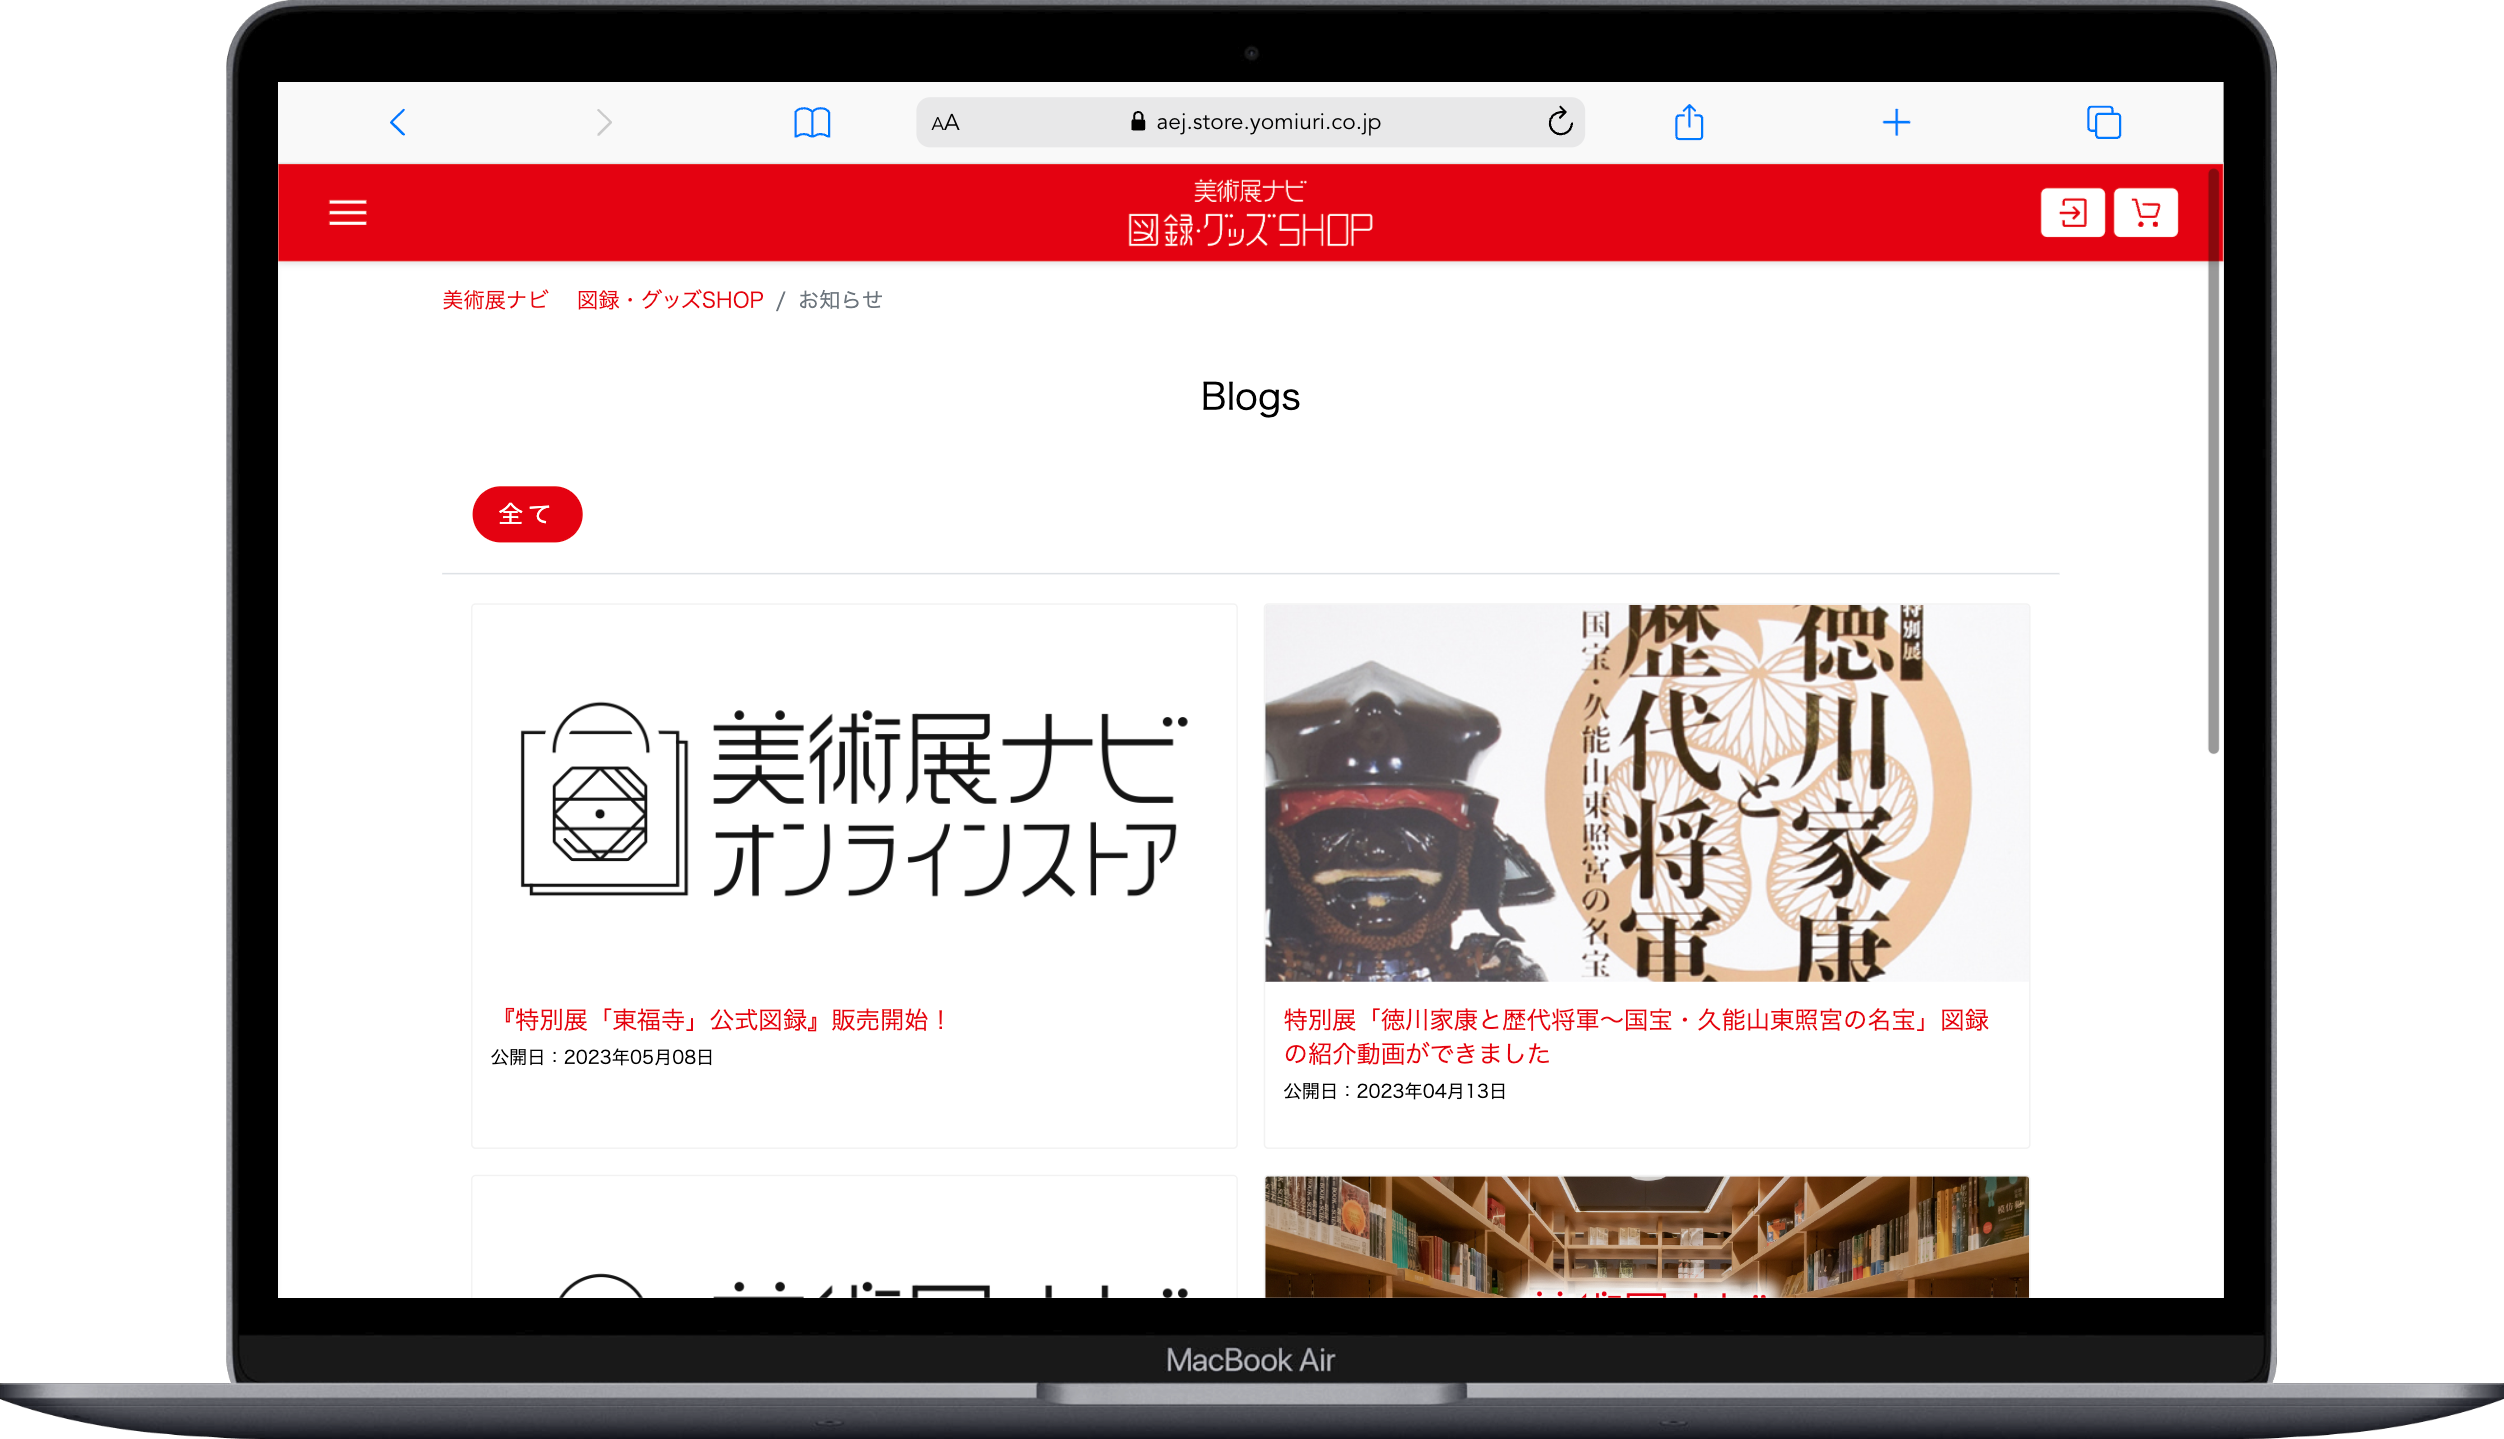 AA
aej.store.yomiuri.co.jp
美術展ナビ
図録・グッズSHOP
美術展ナビ　図録・グッズSHOP / お知らせ
Blogs
全て
美術展ナビ
オンラインストア
特別展
徳川家康
と
歴代将軍
国宝・久能山東照宮の名宝
『特別展「東福寺」公式図録』販売開始！
公開日：2023年05月08日
特別展「徳川家康と歴代将軍～国宝・久能山東照宮の名宝」図録
の紹介動画ができました
公開日：2023年04月13日
MacBook Air